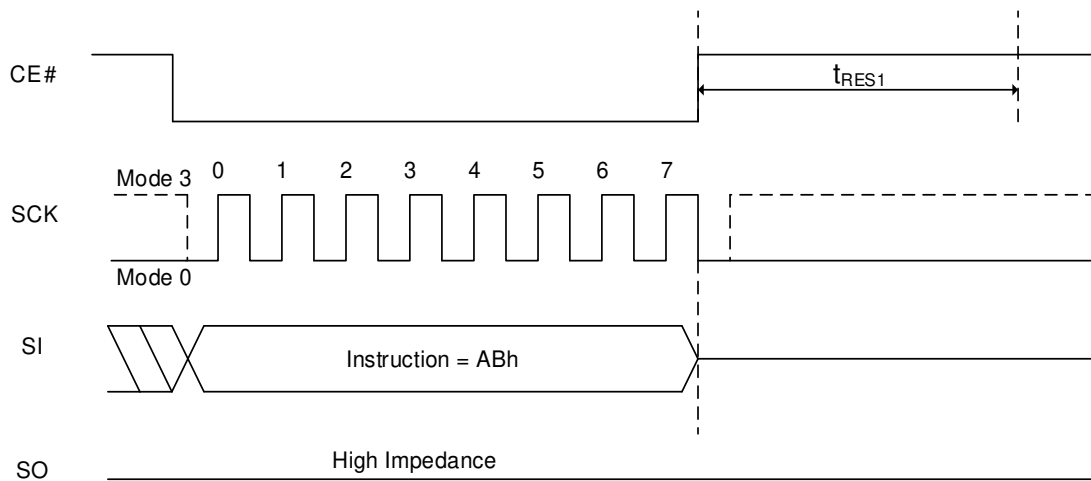 CE#
tRES1
0 1 2 3 4 5 6 7
Mode 3
SCK
Mode 0
SI
Instruction = ABh
High Impedance
SO